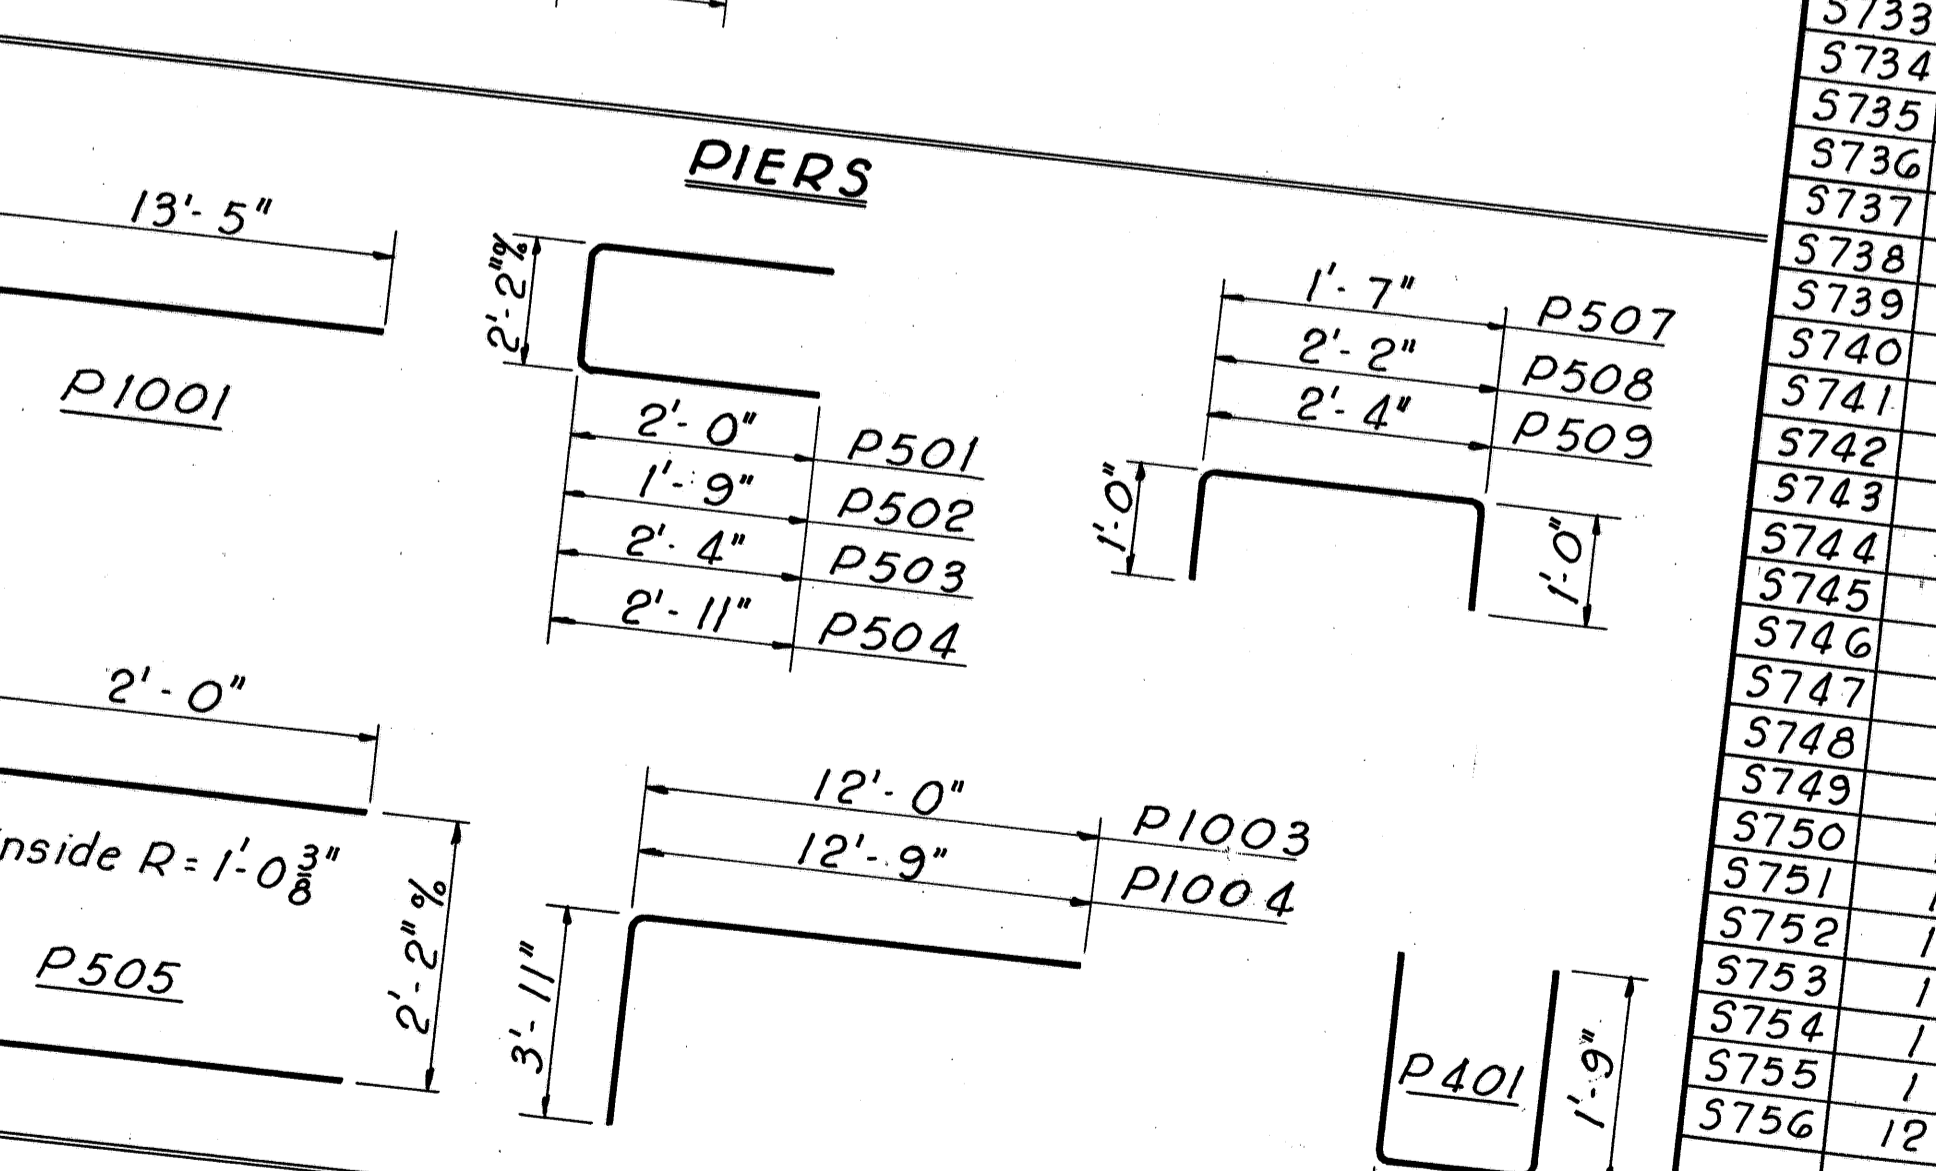 PIERS
13'- 5"
P1001
2'- 2"%
2'- 0" P501
1'- 9" P502
2'- 4" P503
2'- 11" P504
1'- 7" P507
2'- 2" P508
2'- 4" P509
1'-0"
1'-0"
2'- 0"
R = 1'-0 3/8"
P505
2'- 2"%
12'- 0" P1003
12'- 9" P1004
3'- 11"
P401
1'-9"
S733
S734
S735
S736
S737
S738
S739
S740
S741
S742
S743
S744
S745
S746
S747
S748
S749
S750
S751
S752 1
S753 1
S754 1
S755 1
S756 12